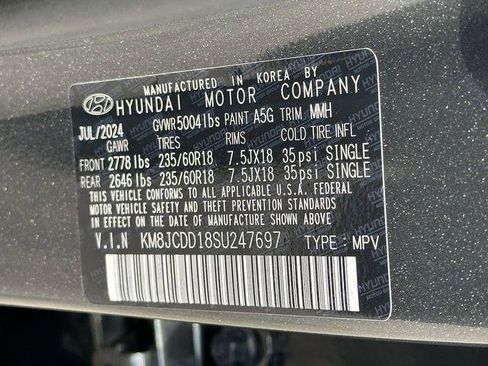 MANUFACTURED IN KOREA BY
HYUNDAI MOTOR COMPANY
JUL/2024 GVWR 5004lbs PAINT A5G TRIM MMH
GAWR TIRES RIMS COLD TIRE INFL
FRONT 2778 lbs 235/60R18 7.5JX18 35psi SINGLE
REAR 2646 lbs 235/60R18 7.5JX18 35psi SINGLE
THIS VEHICLE CONFORMS TO ALL APPLICABLE U.S.A. FEDERAL
MOTOR VEHICLE SAFETY AND THEFT PREVENTION STANDARDS
IN EFFECT ON THE DATE OF MANUFACTURE SHOWN ABOVE.
V.I.N KM8JCDD18SU247697 TYPE : MPV